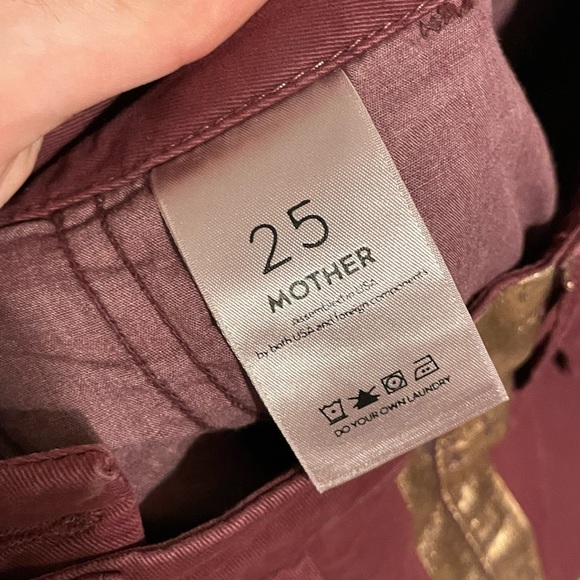 25
MOTHER
assembled in USA
by both USA and foreign components
DO YOUR OWN LAUNDRY